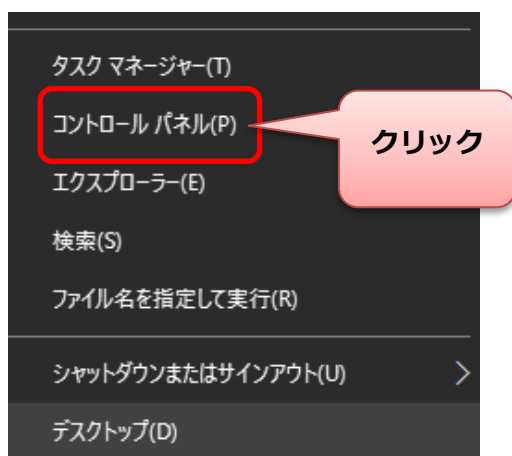 タスク マネージャー(T)
コントロール パネル(P)
クリック
エクスプローラー(E)
検索(S)
ファイル名を指定して実行(R)
シャットダウンまたはサインアウト(U)
デスクトップ(D)